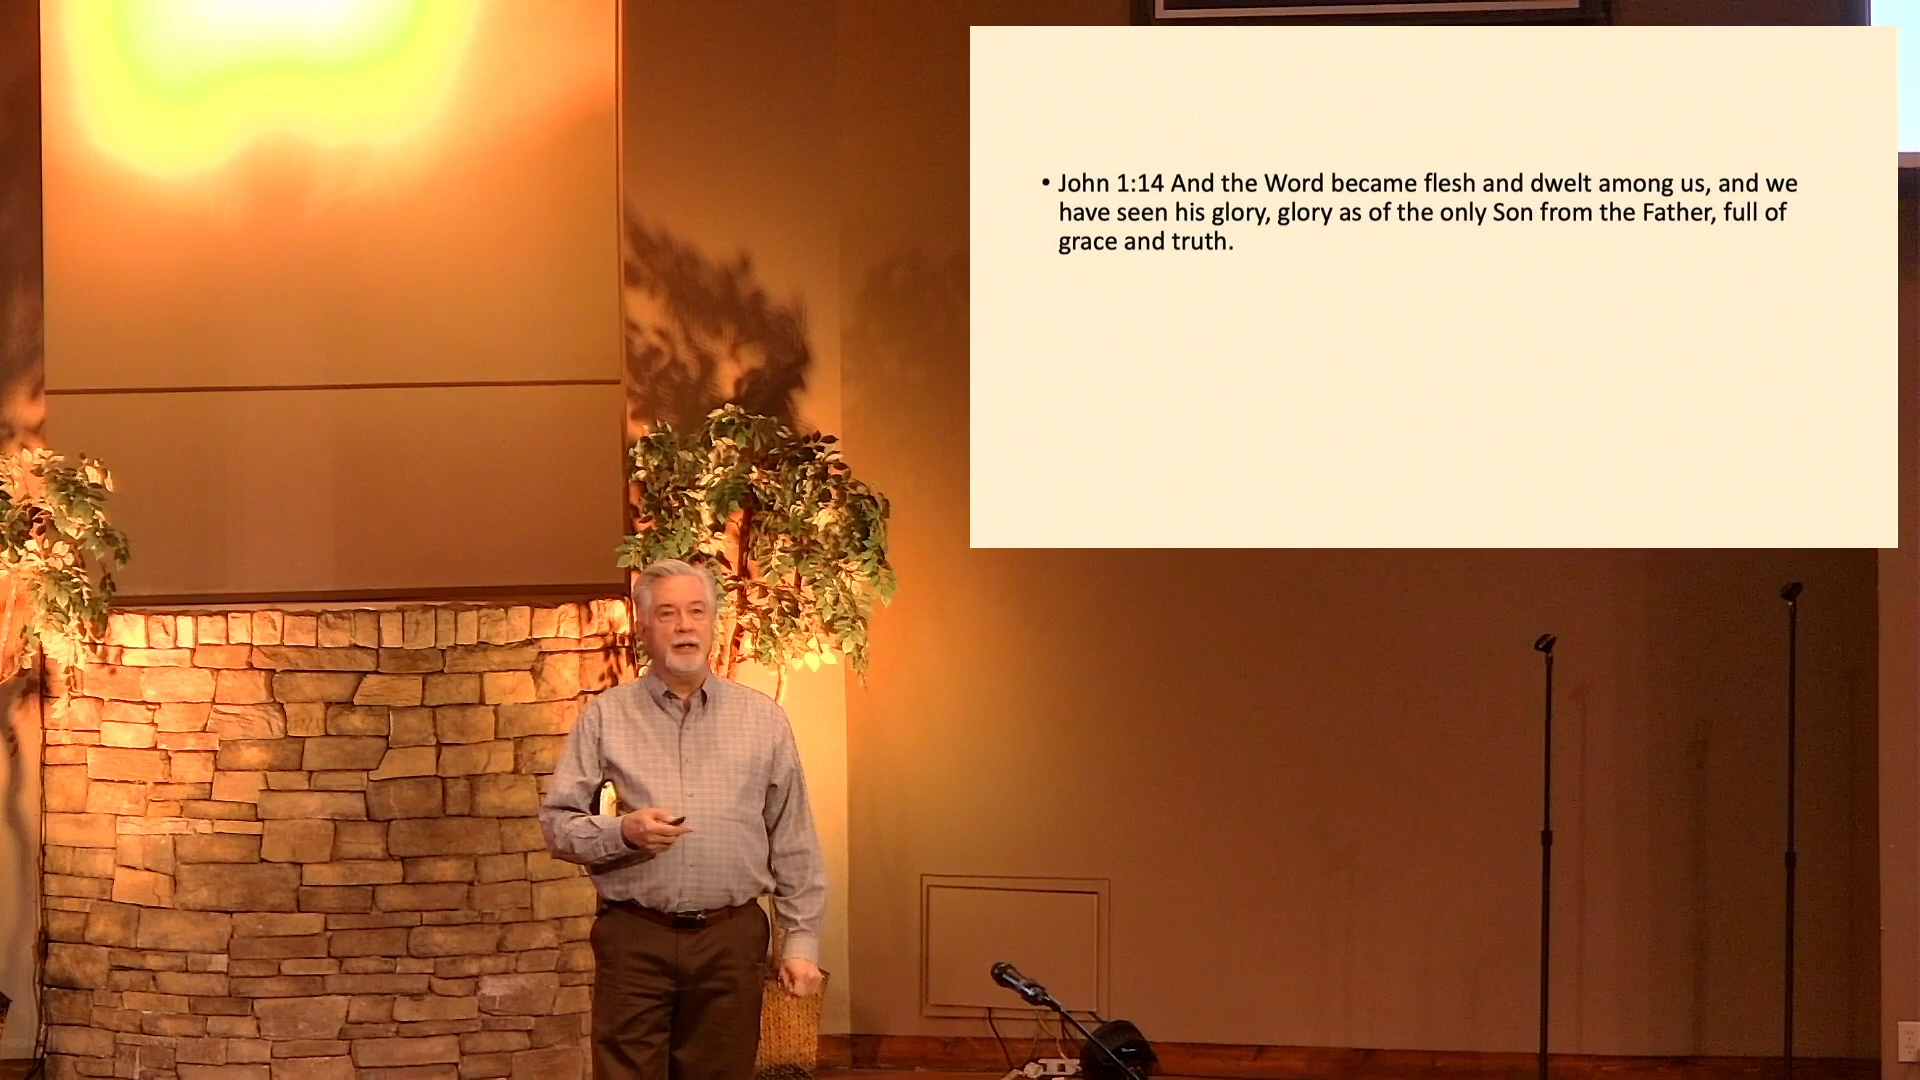 • John 1:14 And the Word became flesh and dwelt among us, and we
have seen his glory, glory as of the only Son from the Father, full of
grace and truth.